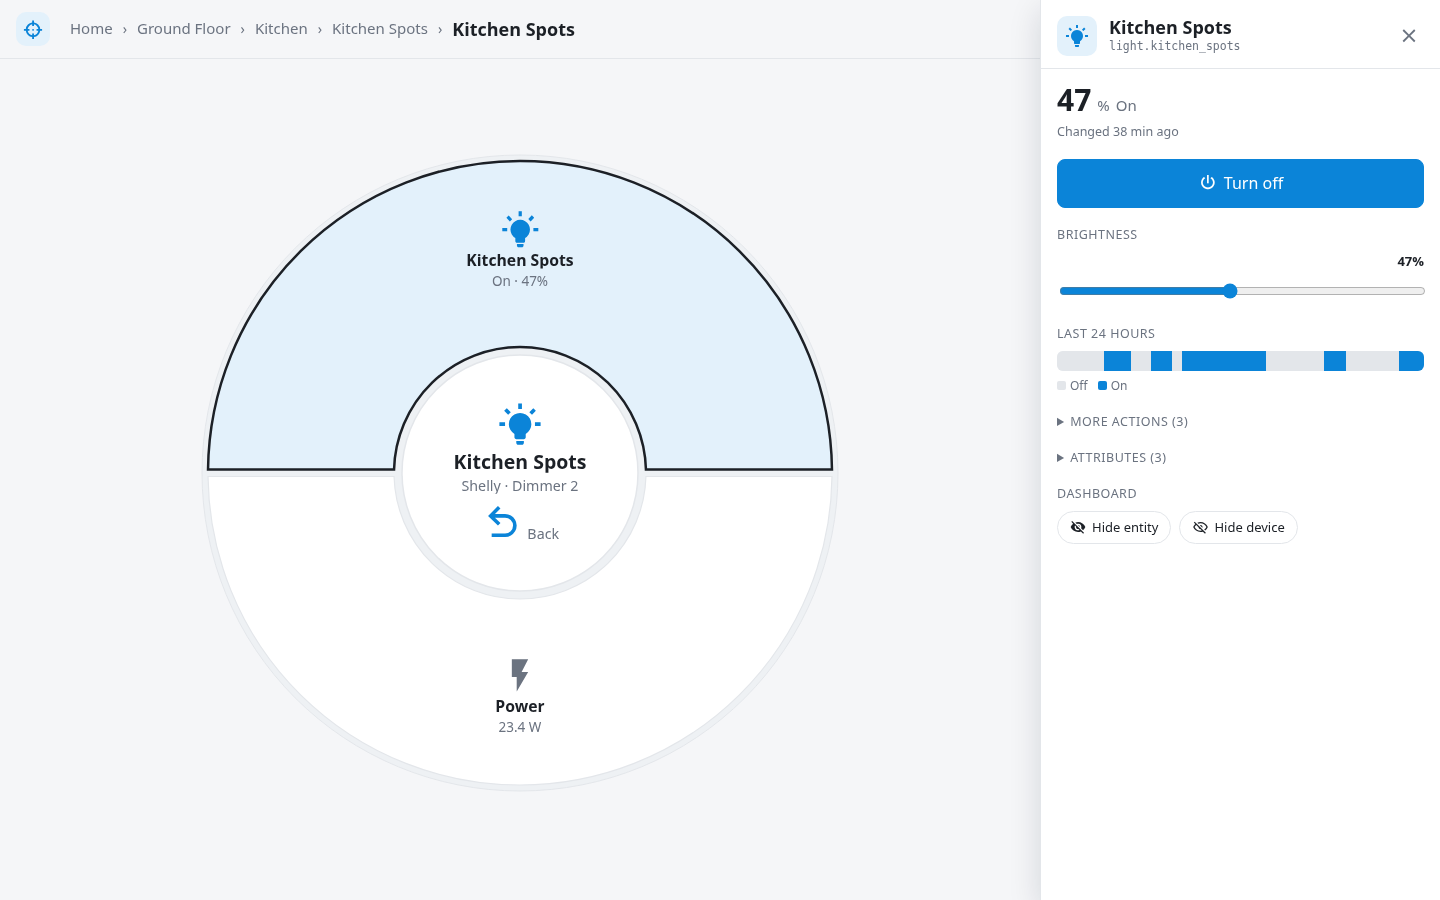 Home › Ground Floor › Kitchen › Kitchen Spots › Kitchen Spots
Kitchen Spots
On · 47%
Kitchen Spots
Shelly · Dimmer 2
Back
Power
23.4 W
Kitchen Spots
light.kitchen_spots
47 % On
Changed 38 min ago
Turn off
BRIGHTNESS
47%
LAST 24 HOURS
Off On
MORE ACTIONS (3)
ATTRIBUTES (3)
DASHBOARD
Hide entity Hide device